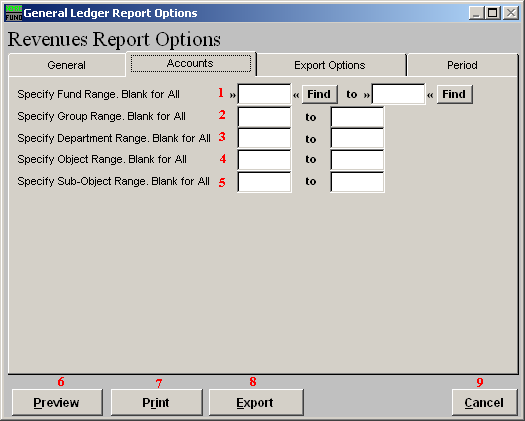 FUND
General Ledger Report Options
Revenues Report Options
General Accounts Export Options Period
Specify Fund Range. Blank for All 1 » « Find to » « Find
Specify Group Range. Blank for All 2 to
Specify Department Range. Blank for All 3 to
Specify Object Range. Blank for All 4 to
Specify Sub-Object Range. Blank for All 5 to
6 7 8 9
Preview Print Export Cancel